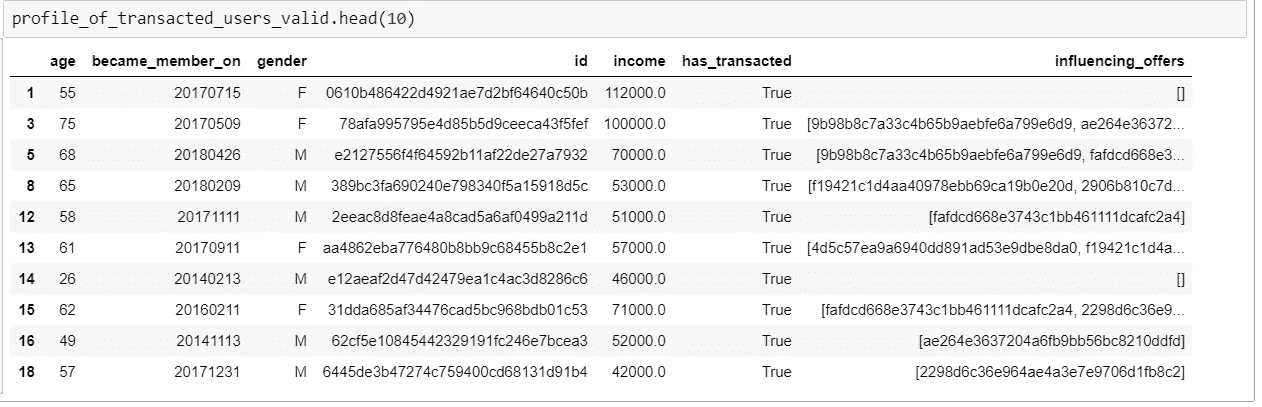 profile_of_transacted_users_valid.head(10)
age became_member_on gender id income has_transacted influencing_offers
1 55 20170715 F 0610b486422d4921ae7d2bf64640c50b 112000.0 True []
3 75 20170509 F 78afa995795e4d85b5d9ceeca43f5fef 100000.0 True [9b98b8c7a33c4b65b9aebfe6a799e6d9, ae264e36372...
5 68 20180426 M e2127556f4f64592b11af22de27a7932 70000.0 True [9b98b8c7a33c4b65b9aebfe6a799e6d9, fafdcd668e3...
8 65 20180209 M 389bc3fa690240e798340f5a15918d5c 53000.0 True [f19421c1d4aa40978ebb69ca19b0e20d, 2906b810c7d...
12 58 20171111 M 2eeac8d8feae4a8cad5a6af0499a211d 51000.0 True [fafdcd668e3743c1bb461111dcafc2a4]
13 61 20170911 F aa4862eba776480b8bb9c68455b8c2e1 57000.0 True [4d5c57ea9a6940dd891ad53e9dbe8da0, f19421c1d4a...
14 26 20140213 M e12aeaf2d47d42479ea1c4ac3d8286c6 46000.0 True []
15 62 20160211 F 31dda685af34476cad5bc968bdb01c53 71000.0 True [fafdcd668e3743c1bb461111dcafc2a4, 2298d6c36e9...
16 49 20141113 M 62cf5e10845442329191fc246e7bcea3 52000.0 True [ae264e3637204a6fb9bb56bc8210ddfd]
18 57 20171231 M 6445de3b47274c759400cd68131d91b4 42000.0 True [2298d6c36e964ae4a3e7e9706d1fb8c2]